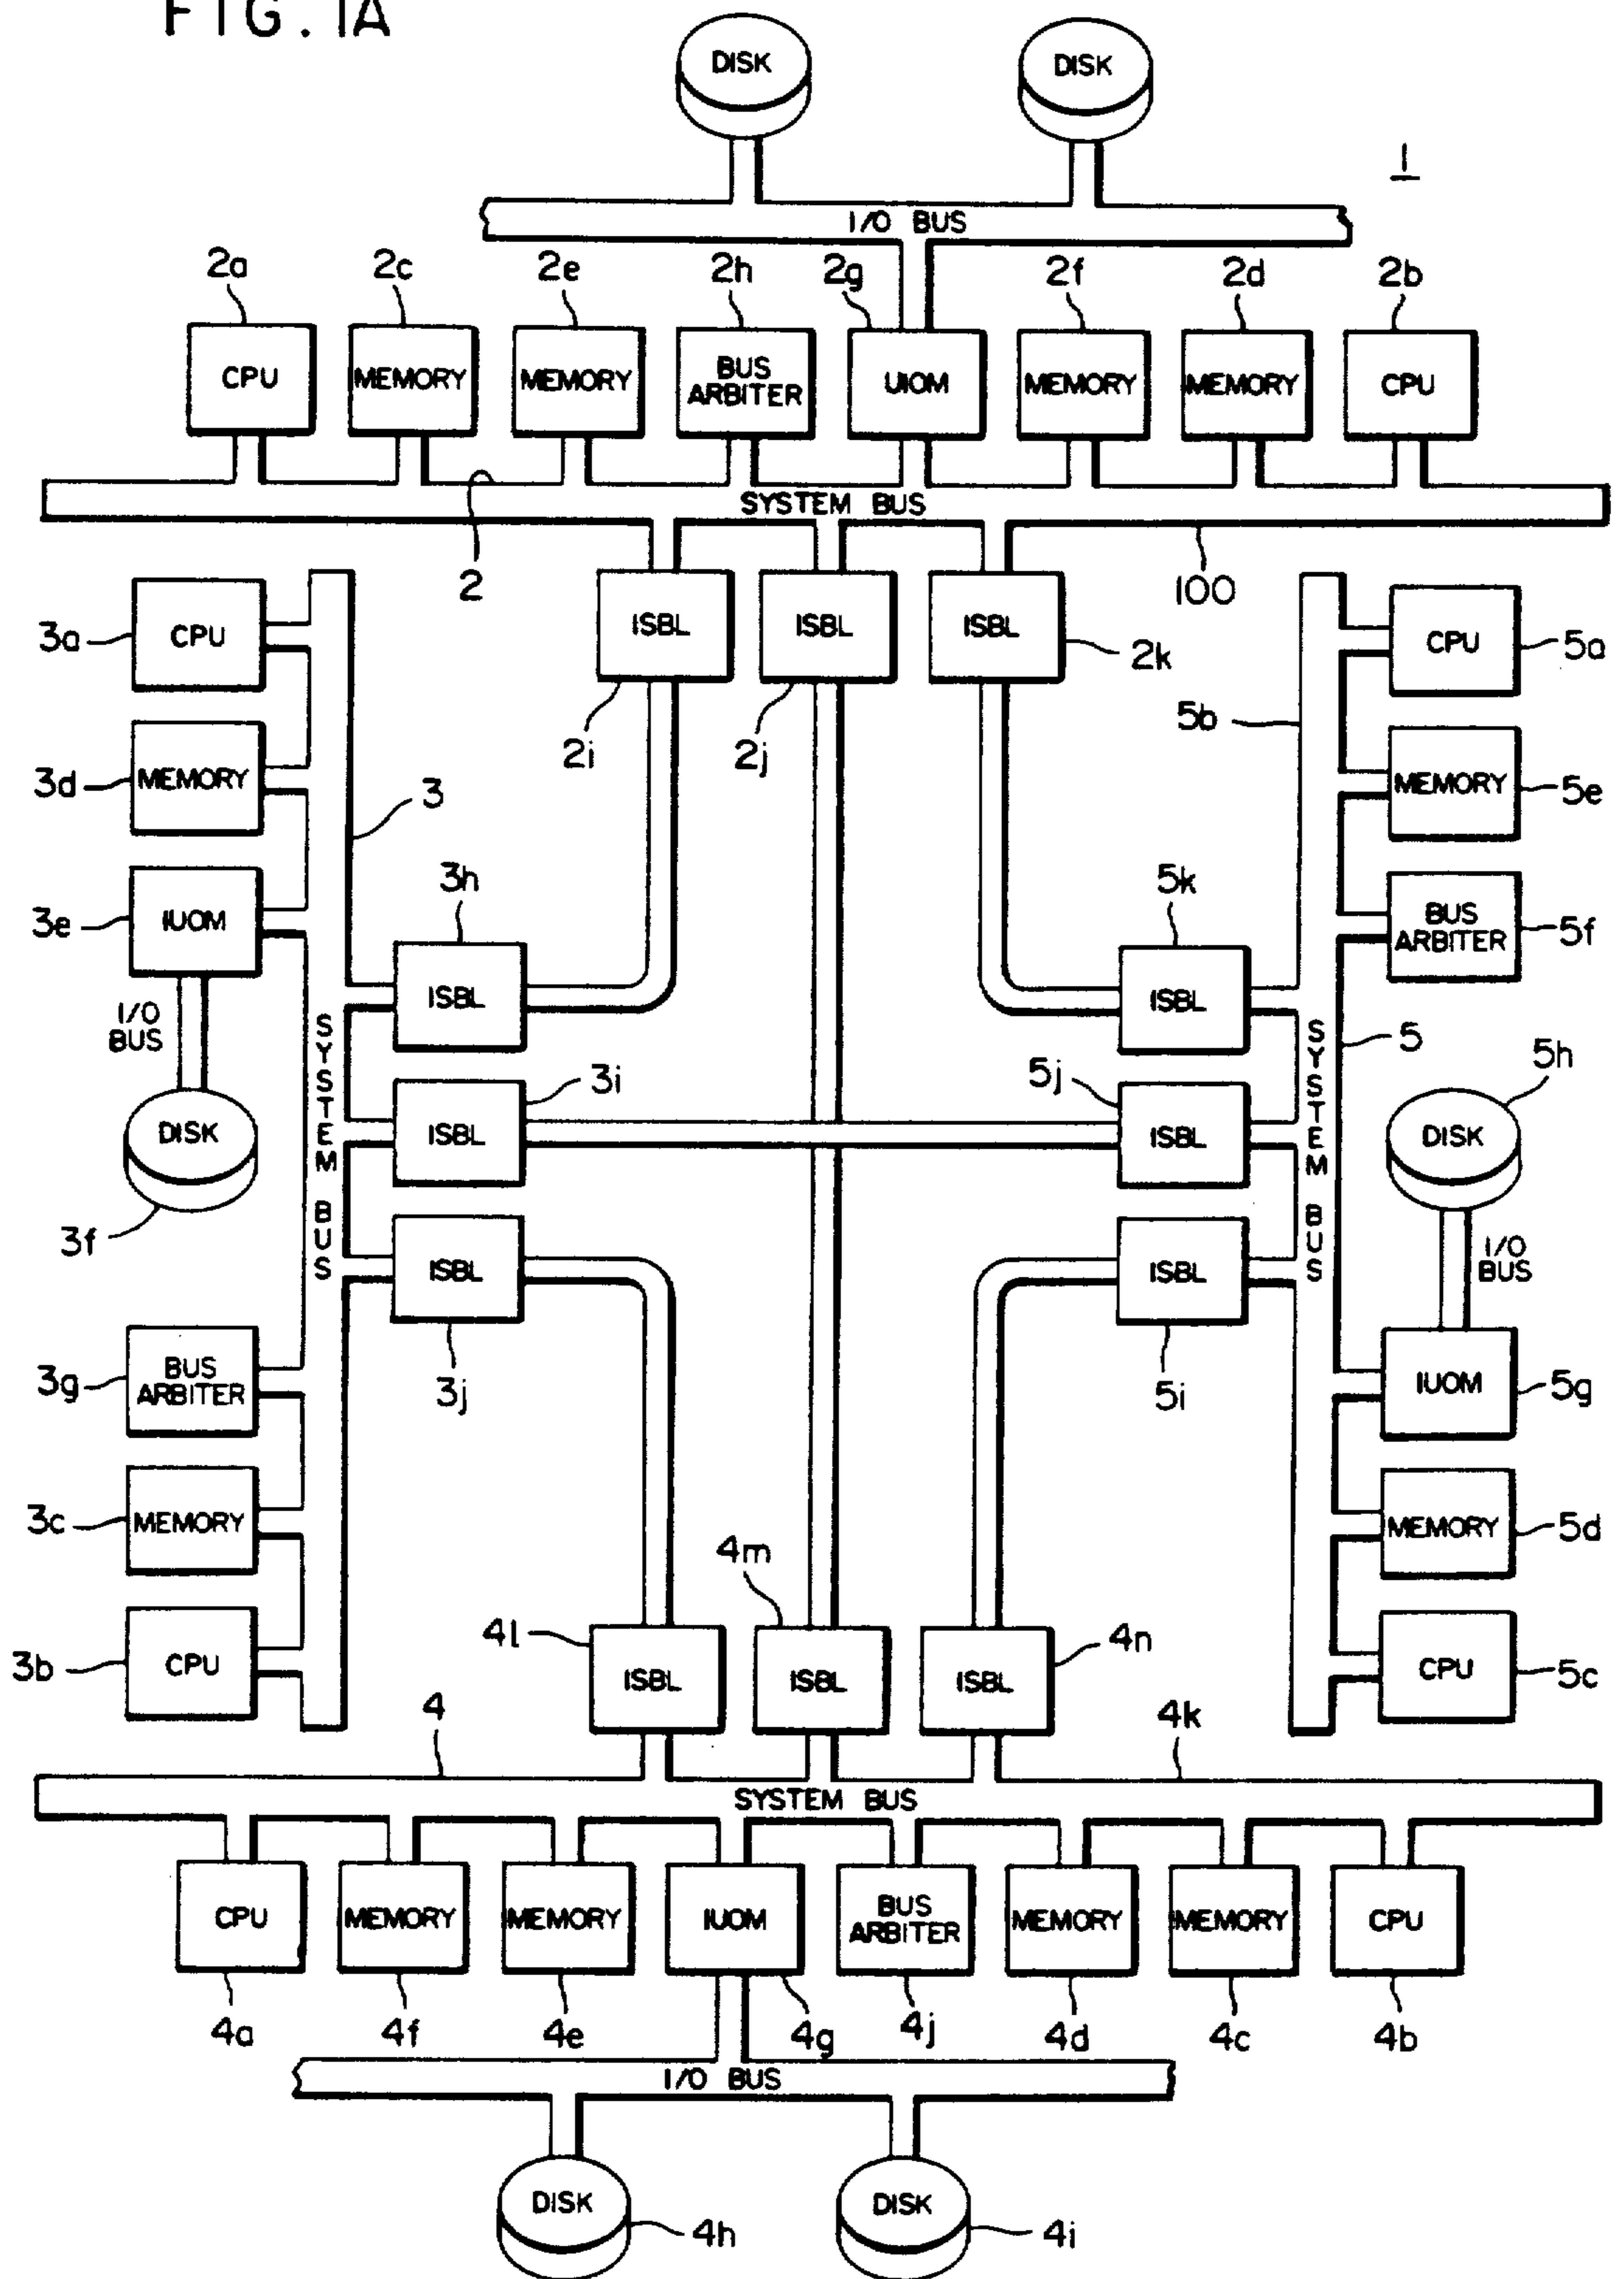 FIG. 1A
DISK
DISK
1
I/O BUS
2a
2c
2e
2h
2g
2f
2d
2b
CPU
MEMORY
MEMORY
BUS
ARBITER
UIOM
MEMORY
MEMORY
CPU
SYSTEM BUS
2
100
3a
CPU
ISBL
ISBL
ISBL
2k
CPU
5a
2i
2j
5b
3d
MEMORY
3
MEMORY
5e
3e
IUOM
3h
5k
BUS
ARBITER
5f
I/O
BUS
ISBL
ISBL
SYSTEM BUS
SYSTEM BUS
5
5h
3i
5j
DISK
ISBL
ISBL
DISK
3f
ISBL
ISBL
I/O
BUS
3g
BUS
ARBITER
3j
5i
IUOM
5g
3c
MEMORY
MEMORY
5d
4m
4l
4n
3b
CPU
ISBL
ISBL
ISBL
CPU
5c
4
4k
SYSTEM BUS
CPU
MEMORY
MEMORY
IUOM
BUS
ARBITER
MEMORY
MEMORY
CPU
4a
4f
4e
4g
4j
4d
4c
4b
I/O BUS
DISK
4h
DISK
4i